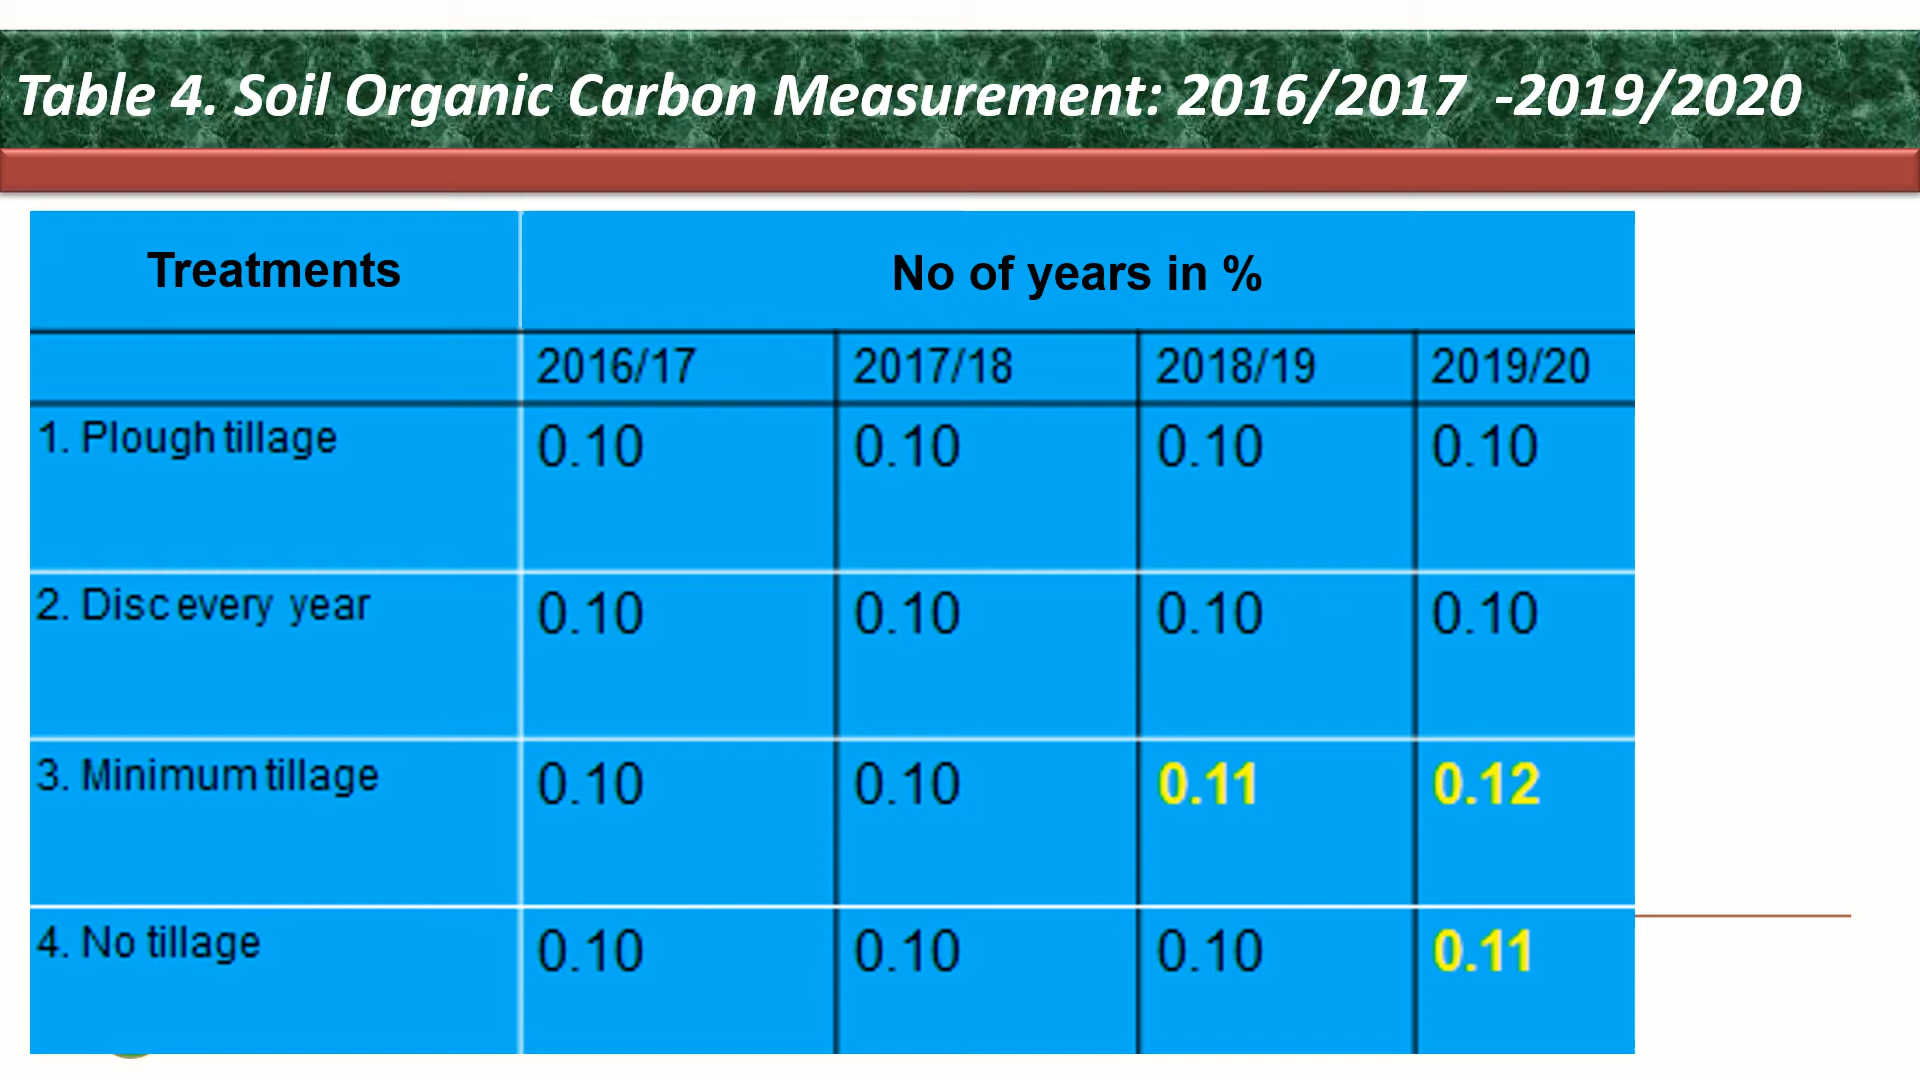 Table 4. Soil Organic Carbon Measurement: 2016/2017 -2019/2020
Treatments No of years in %
2016/17 2017/18 2018/19 2019/20
1. Plough tillage 0.10 0.10 0.10 0.10
2. Disc every year 0.10 0.10 0.10 0.10
3. Minimum tillage 0.10 0.10 0.11 0.12
4. No tillage 0.10 0.10 0.10 0.11